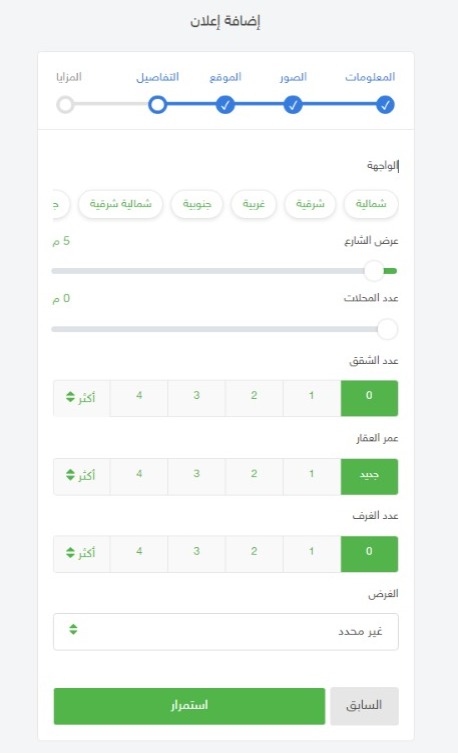 إضافة إعلان
المعلومات الصور الموقع التفاصيل المزايا
الواجهة
شمالية شرقية غربية جنوبية شمالية شرقية
عرض الشارع 5 م
عدد المحلات 0 م
عدد الشقق
0 1 2 3 4 أكثر
عمر العقار
جديد 1 2 3 4 أكثر
عدد الغرف
0 1 2 3 4 أكثر
الغرض
غير محدد
السابق استمرار